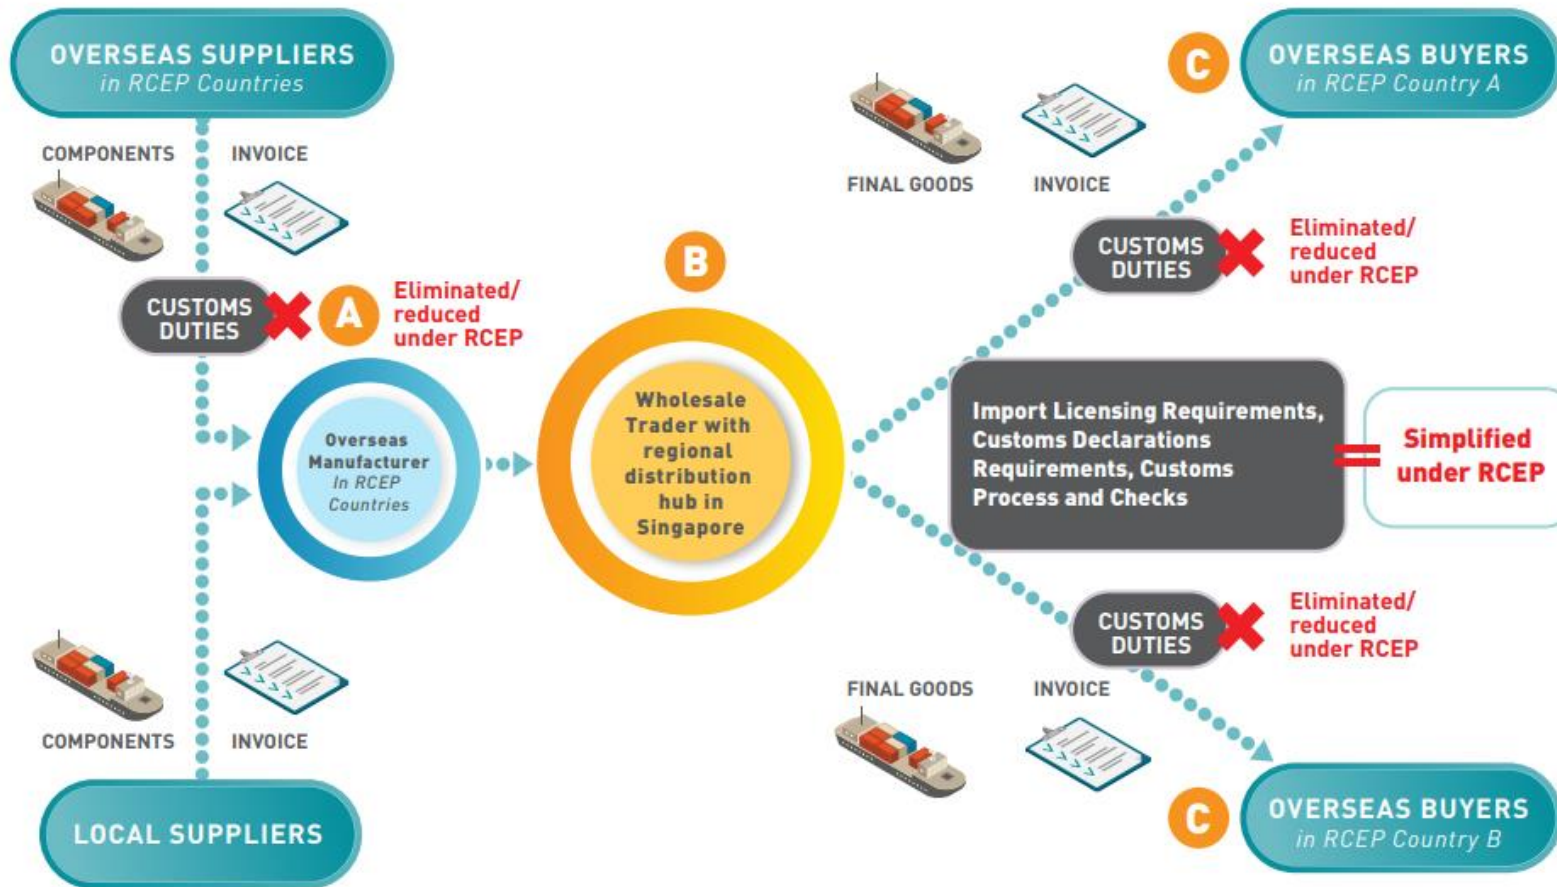 OVERSEAS SUPPLIERS
in RCEP Countries
COMPONENTS
INVOICE
CUSTOMS
DUTIES
A
Eliminated/
reduced
under RCEP
Overseas
Manufacturer
In RCEP
Countries
COMPONENTS
INVOICE
LOCAL SUPPLIERS
B
Wholesale
Trader with
regional
distribution
hub in
Singapore
C
OVERSEAS BUYERS
in RCEP Country A
FINAL GOODS
INVOICE
CUSTOMS
DUTIES
Eliminated/
reduced
under RCEP
Import Licensing Requirements,
Customs Declarations
Requirements, Customs
Process and Checks
=
Simplified
under RCEP
CUSTOMS
DUTIES
Eliminated/
reduced
under RCEP
FINAL GOODS
INVOICE
C
OVERSEAS BUYERS
in RCEP Country B